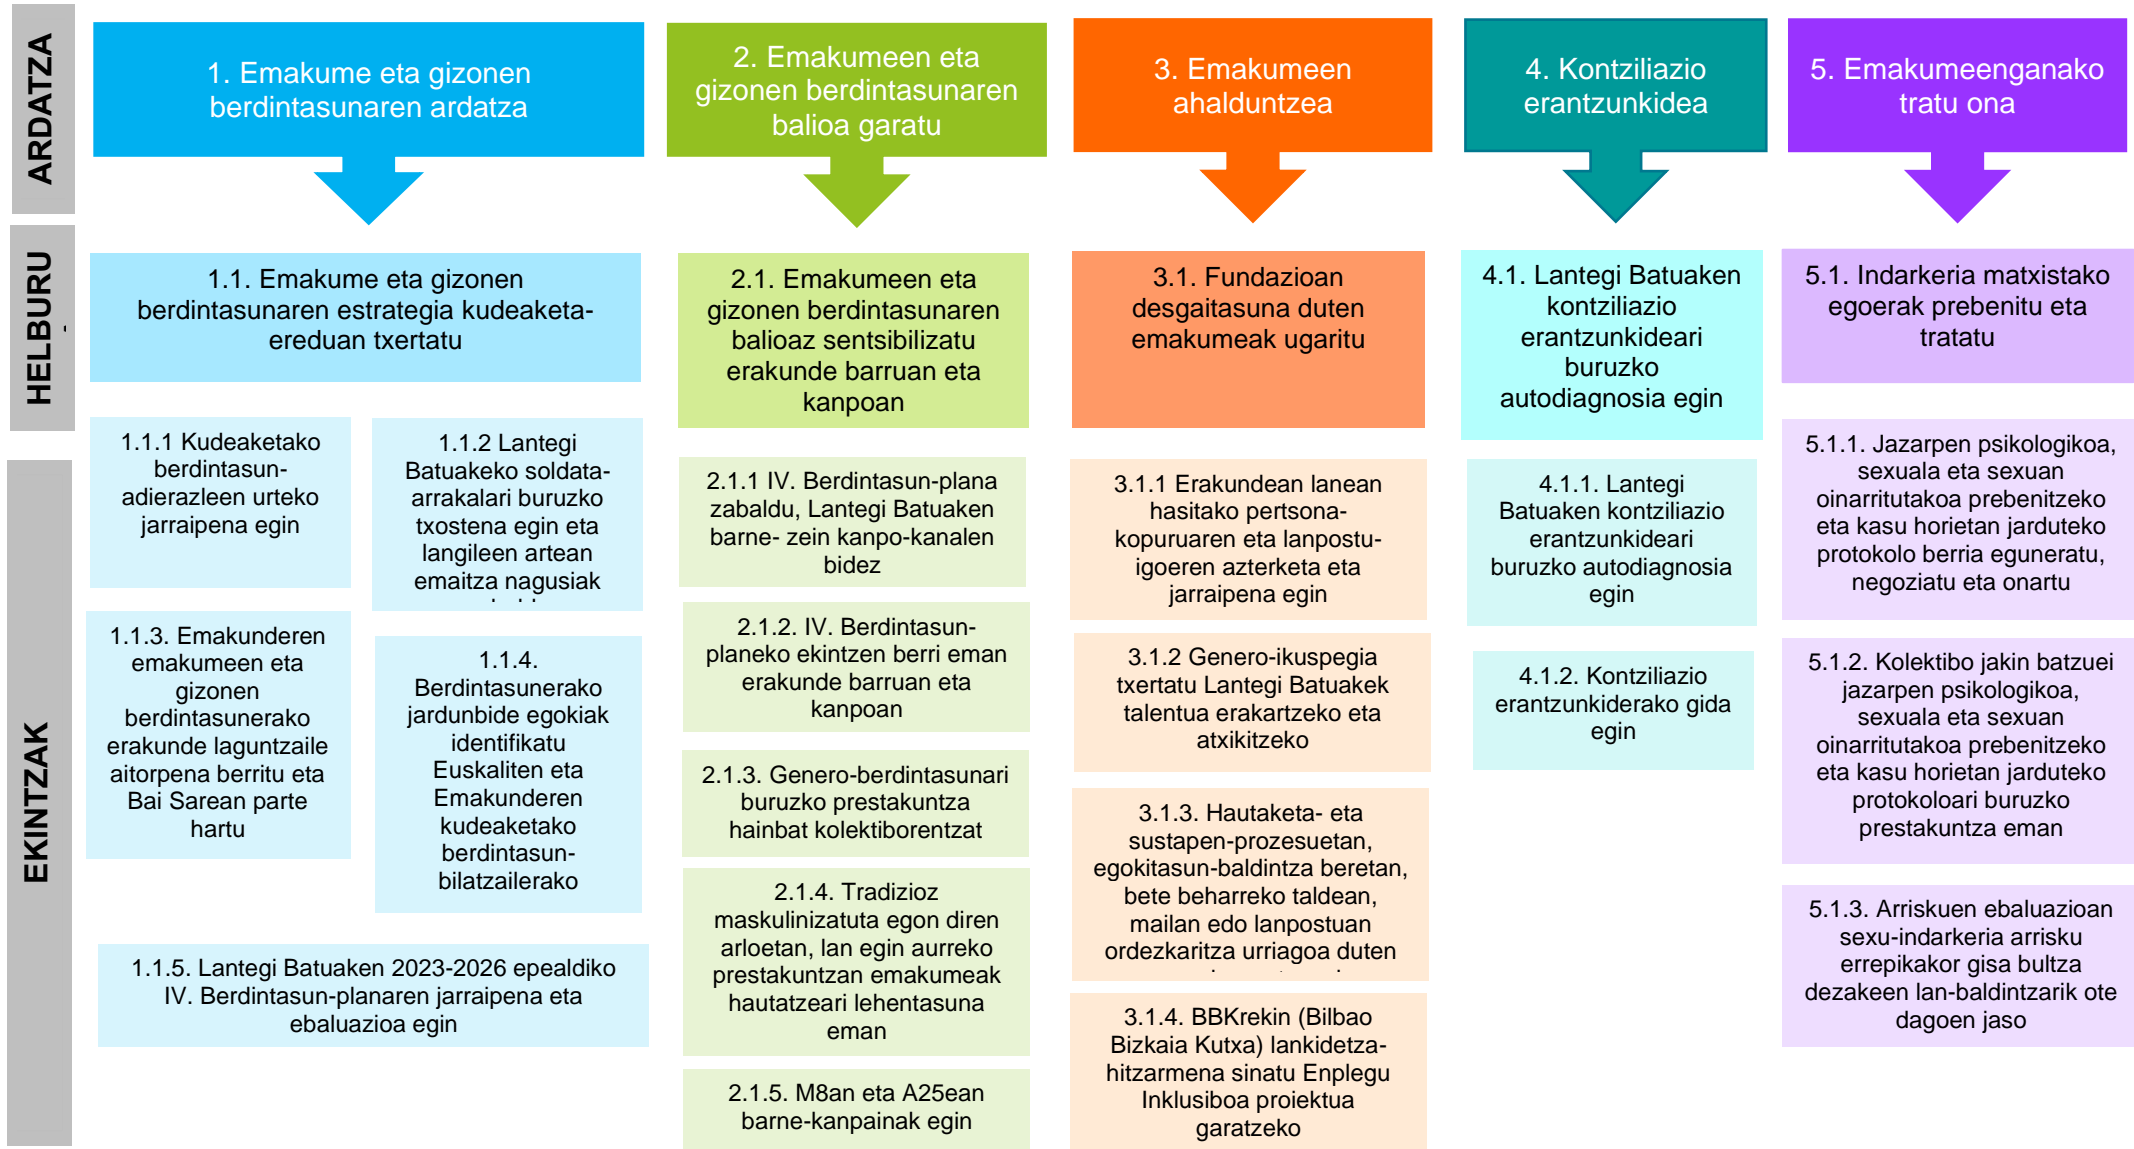 ARDATZA
1. Emakume eta gizonen
berdintasunaren ardatza
2. Emakumeen eta
gizonen berdintasunaren
balioa garatu
3. Emakumeen
ahalduntzea
4. Kontziliazio
erantzunkidea
5. Emakumeenganako
tratu ona
HELBURU
1.1. Emakume eta gizonen
berdintasunaren estrategia kudeaketa-
ereduan txertatu
2.1. Emakumeen eta
gizonen berdintasunaren
balioaz sentsibilizatu
erakunde barruan eta
kanpoan
3.1. Fundazioan
desgaitasuna duten
emakumeak ugaritu
4.1. Lantegi Batuaken
kontziliazio
erantzunkideari
buruzko
autodiagnosia egin
5.1. Indarkeria matxistako
egoerak prebenitu eta
tratatu
EKINTZAK
1.1.1 Kudeaketako
berdintasun-
adierazleen urteko
jarraipena egin
1.1.2 Lantegi
Batuakeko soldata-
arrakalari buruzko
txostena egin eta
langileen artean
emaitza nagusiak
1.1.3. Emakunderen
emakumeen eta
gizonen
berdintasunerako
erakunde laguntzaile
aitorpena berritu eta
Bai Sarean parte
hartu
1.1.4.
Berdintasunerako
jardunbide egokiak
identifikatu
Euskaliten eta
Emakunderen
kudeaketako
berdintasun-
bilatzailerako
1.1.5. Lantegi Batuaken 2023-2026 epealdiko
IV. Berdintasun-planaren jarraipena eta
ebaluazioa egin
2.1.1 IV. Berdintasun-plana
zabaldu, Lantegi Batuaken
barne- zein kanpo-kanalen
bidez
2.1.2. IV. Berdintasun-
planeko ekintzen berri eman
erakunde barruan eta
kanpoan
2.1.3. Genero-berdintasunari
buruzko prestakuntza
hainbat kolektiborentzat
2.1.4. Tradizioz
maskulinizatuta egon diren
arloetan, lan egin aurreko
prestakuntzan emakumeak
hautatzeari lehentasuna
eman
2.1.5. M8an eta A25ean
barne-kanpainak egin
3.1.1 Erakundean lanean
hasitako pertsona-
kopuruaren eta lanpostu-
igoeren azterketa eta
jarraipena egin
3.1.2 Genero-ikuspegia
txertatu Lantegi Batuakek
talentua erakartzeko eta
atxikitzeko
3.1.3. Hautaketa- eta
sustapen-prozesuetan,
egokitasun-baldintza beretan,
bete beharreko taldean,
mailan edo lanpostuan
ordezkaritza urriagoa duten
3.1.4. BBKrekin (Bilbao
Bizkaia Kutxa) lankidetza-
hitzarmena sinatu Enplegu
Inklusiboa proiektua
garatzeko
4.1.1. Lantegi
Batuaken kontziliazio
erantzunkideari
buruzko autodiagnosia
egin
4.1.2. Kontziliazio
erantzunkiderako gida
egin
5.1.1. Jazarpen psikologikoa,
sexuala eta sexuan
oinarritutakoa prebenitzeko
eta kasu horietan jarduteko
protokolo berria eguneratu,
negoziatu eta onartu
5.1.2. Kolektibo jakin batzuei
jazarpen psikologikoa,
sexuala eta sexuan
oinarritutakoa prebenitzeko
eta kasu horietan jarduteko
protokoloari buruzko
prestakuntza eman
5.1.3. Arriskuen ebaluazioan
sexu-indarkeria arrisku
errepikakor gisa bultza
dezakeen lan-baldintzarik ote
dagoen jaso